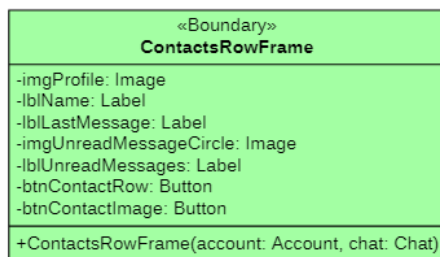 «Boundary»
ContactsRowFrame
-imgProfile: Image
-lblName: Label
-lblLastMessage: Label
-imgUnreadMessageCircle: Image
-lblUnreadMessages: Label
-btnContactRow: Button
-btnContactImage: Button
+ContactsRowFrame(account: Account, chat: Chat)